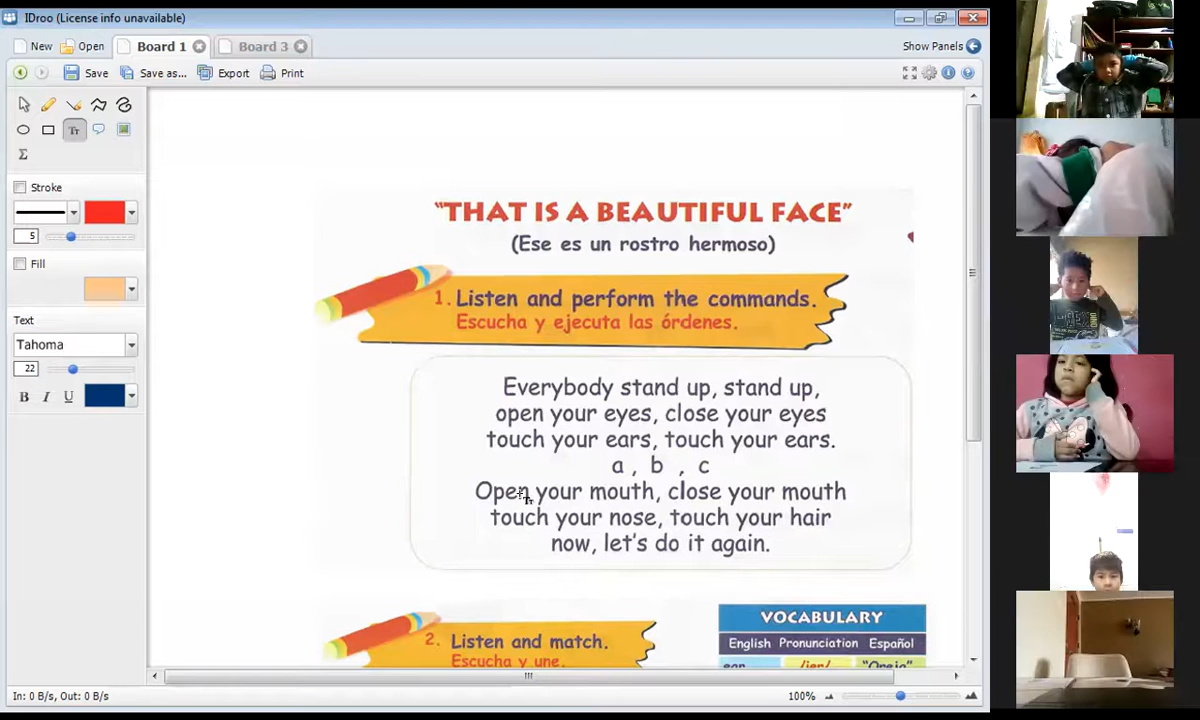 IDroo (License info unavailable)
New Open Board 1 Board 3 Show Panels
Save Save as... Export Print
Tт
Σ
Stroke
5
Fill
Text
Tahoma
22
B I U
"THAT IS A BEAUTIFUL FACE"
(Ese es un rostro hermoso)
1. Listen and perform the commands.
Escucha y ejecuta las órdenes.
Everybody stand up, stand up,
open your eyes, close your eyes
touch your ears, touch your ears.
a , b , c
Open your mouth, close your mouth
touch your nose, touch your hair
now, let's do it again.
2. Listen and match.
Escucha y une.
VOCABULARY
English Pronunciation Español
ear /ier/ "Oreja"
In: 0 B/s, Out: 0 B/s
100%